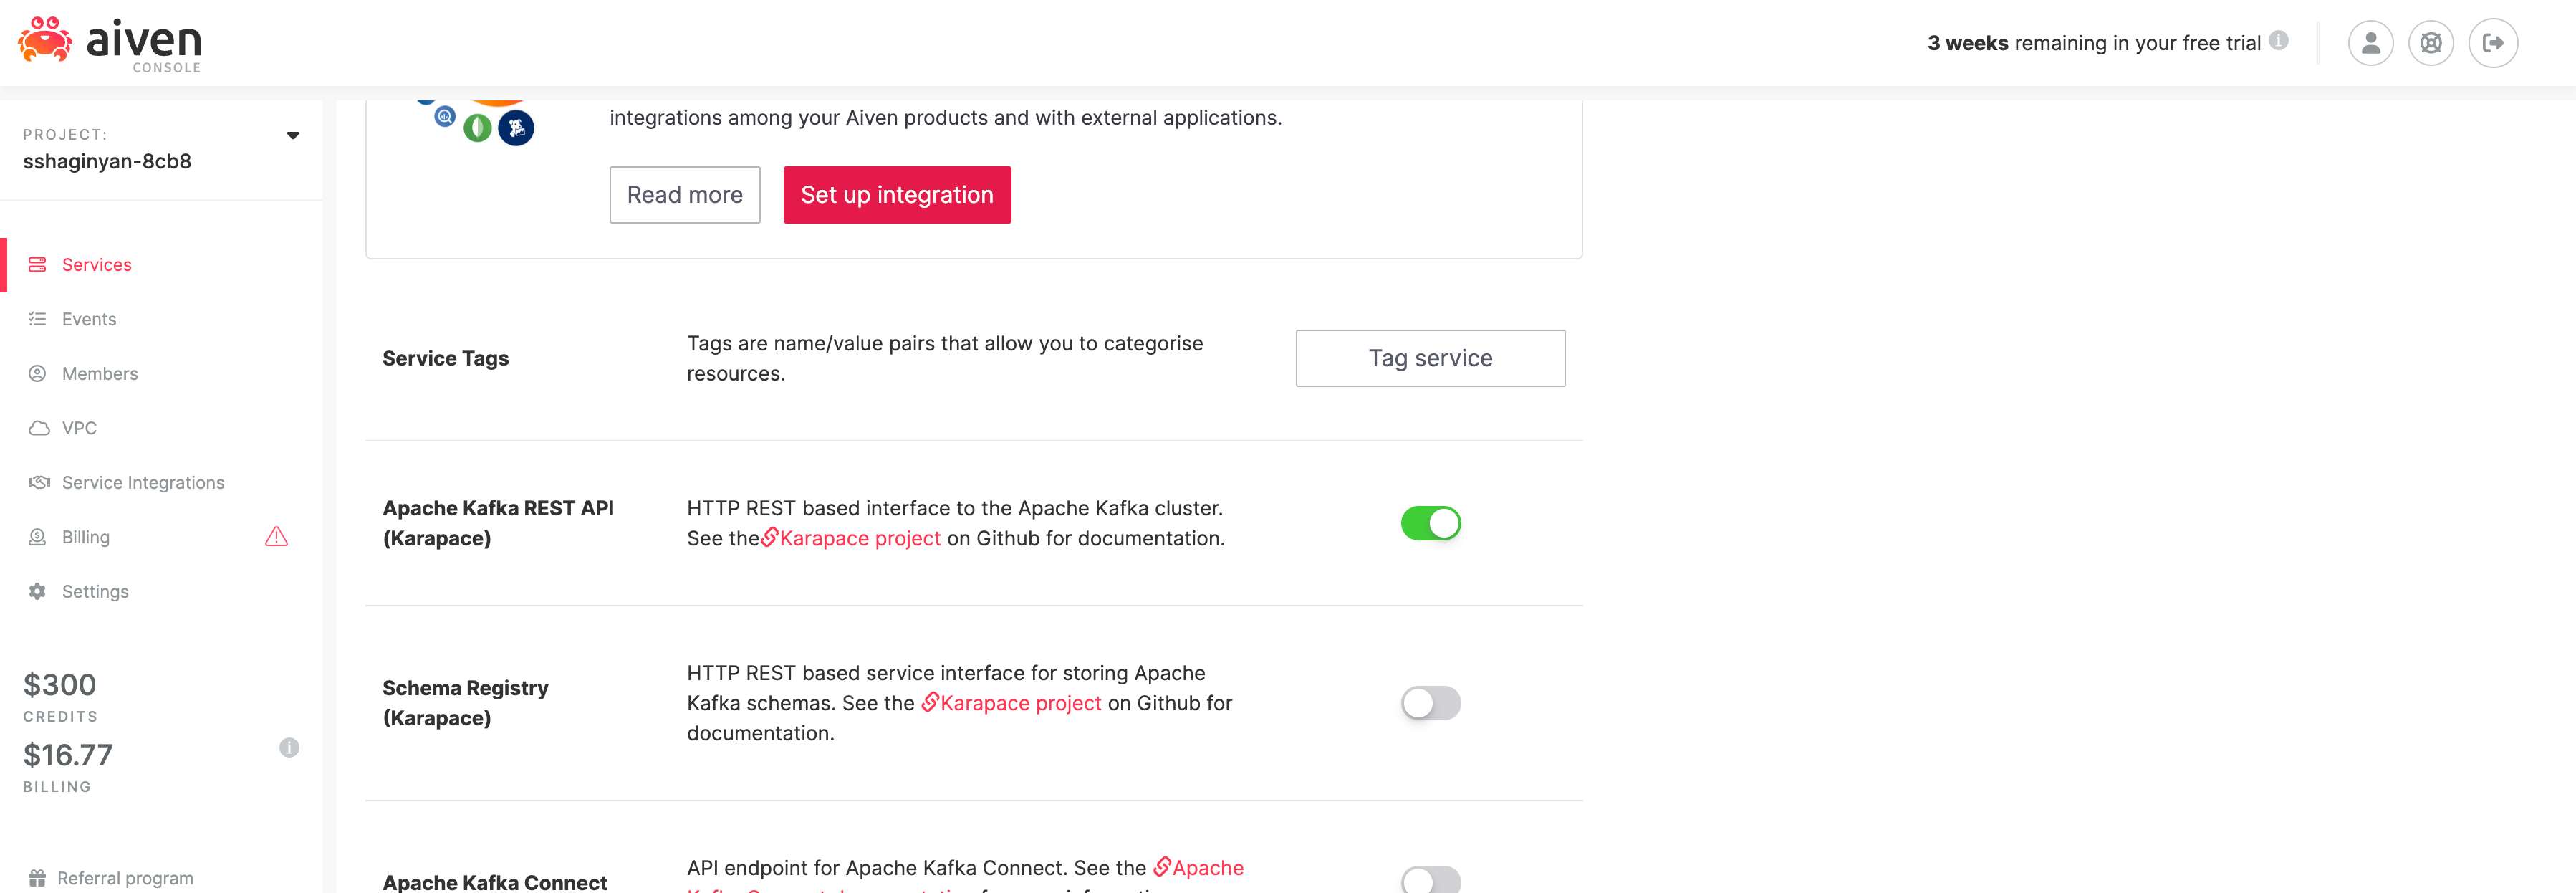 aiven
CONSOLE
3 weeks remaining in your free trial
PROJECT:
sshaginyan-8cb8
Services
Events
Members
VPC
Service Integrations
Billing
Settings
$300
CREDITS
$16.77
BILLING
Referral program
integrations among your Aiven products and with external applications.
Read more
Set up integration
Service Tags
Tags are name/value pairs that allow you to categorise
resources.
Tag service
Apache Kafka REST API
(Karapace)
HTTP REST based interface to the Apache Kafka cluster.
See the Karapace project on Github for documentation.
Schema Registry
(Karapace)
HTTP REST based service interface for storing Apache
Kafka schemas. See the Karapace project on Github for
documentation.
Apache Kafka Connect
API endpoint for Apache Kafka Connect. See the Apache